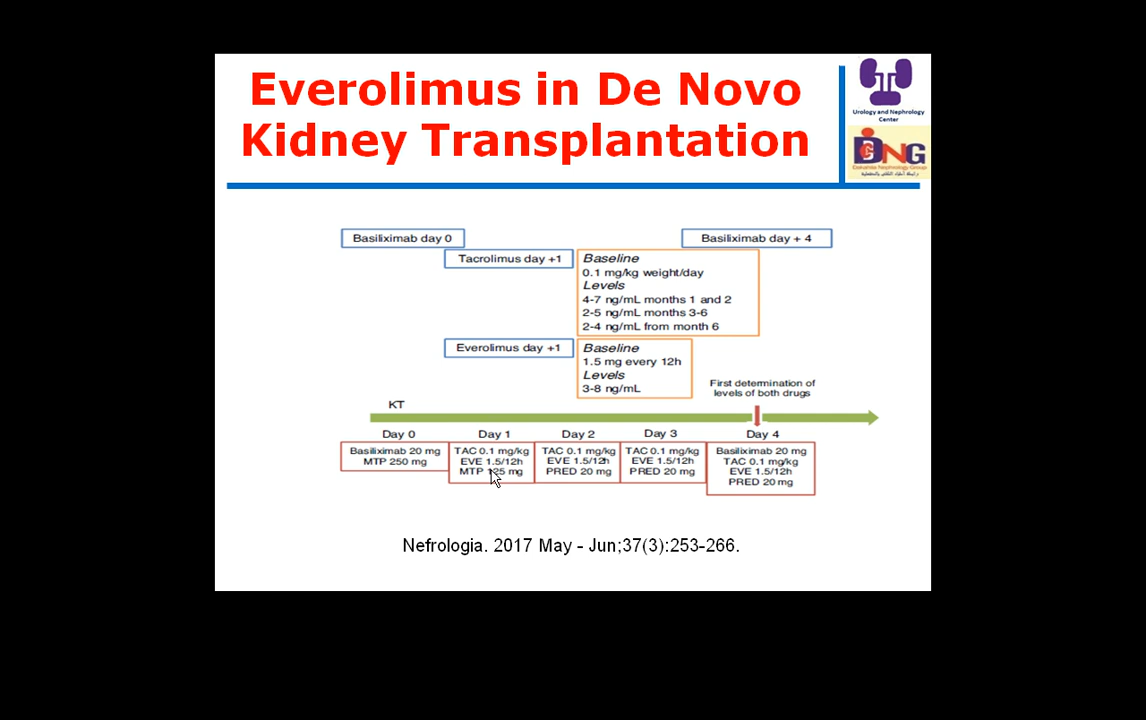 Everolimus in De Novo
Kidney Transplantation
Urology and Nephrology
Center
DNG
Dakahlia Nephrology Group
Basiliximab day 0
Basiliximab day + 4
Tacrolimus day +1
Baseline
0.1 mg/kg weight/day
Levels
4-7 ng/mL months 1 and 2
2-5 ng/mL months 3-6
2-4 ng/mL from month 6
Everolimus day +1
Baseline
1.5 mg every 12h
Levels
3-8 ng/mL
First determination of
levels of both drugs
KT
Day 0
Day 1
Day 2
Day 3
Day 4
Basiliximab 20 mg
MTP 250 mg
TAC 0.1 mg/kg
EVE 1.5/12h
MTP 125 mg
TAC 0.1 mg/kg
EVE 1.5/12h
PRED 20 mg
TAC 0.1 mg/kg
EVE 1.5/12h
PRED 20 mg
Basiliximab 20 mg
TAC 0.1 mg/kg
EVE 1.5/12h
PRED 20 mg
Nefrologia. 2017 May - Jun;37(3):253-266.